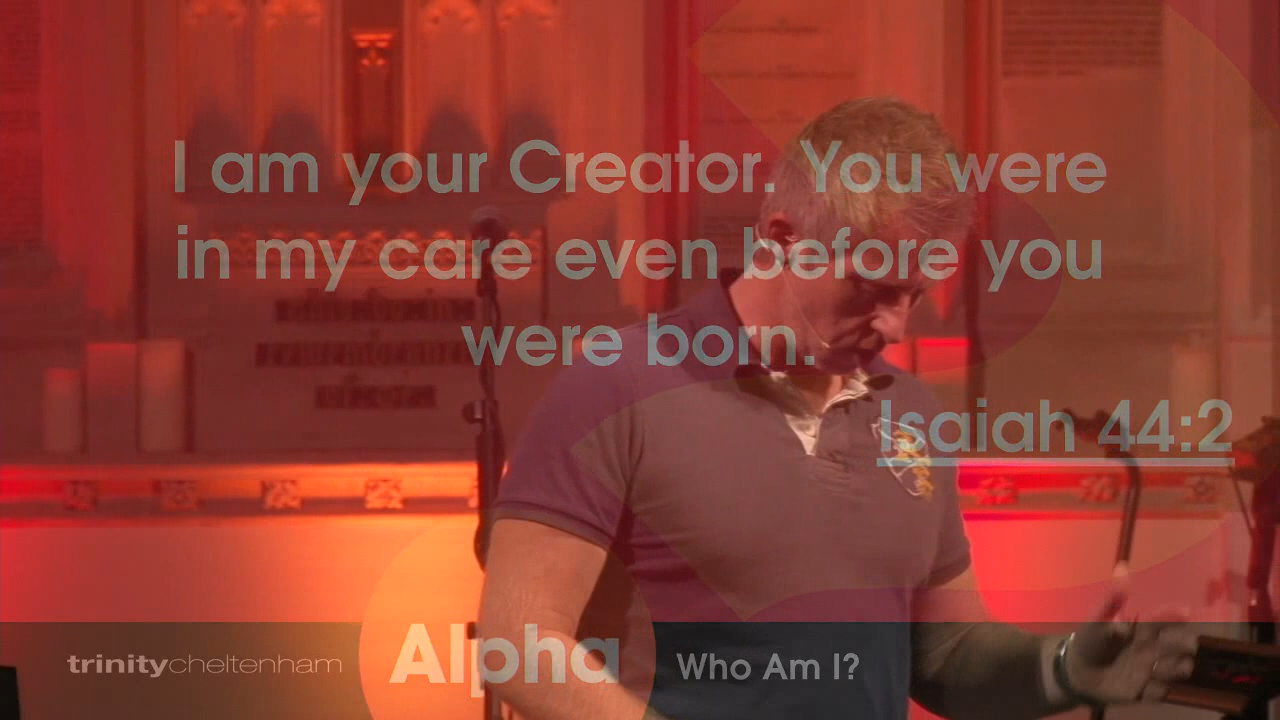 I am your Creator. You were
in my care even before you
were born.
Isaiah 44:2
trinitycheltenham
Alpha
Who Am I?